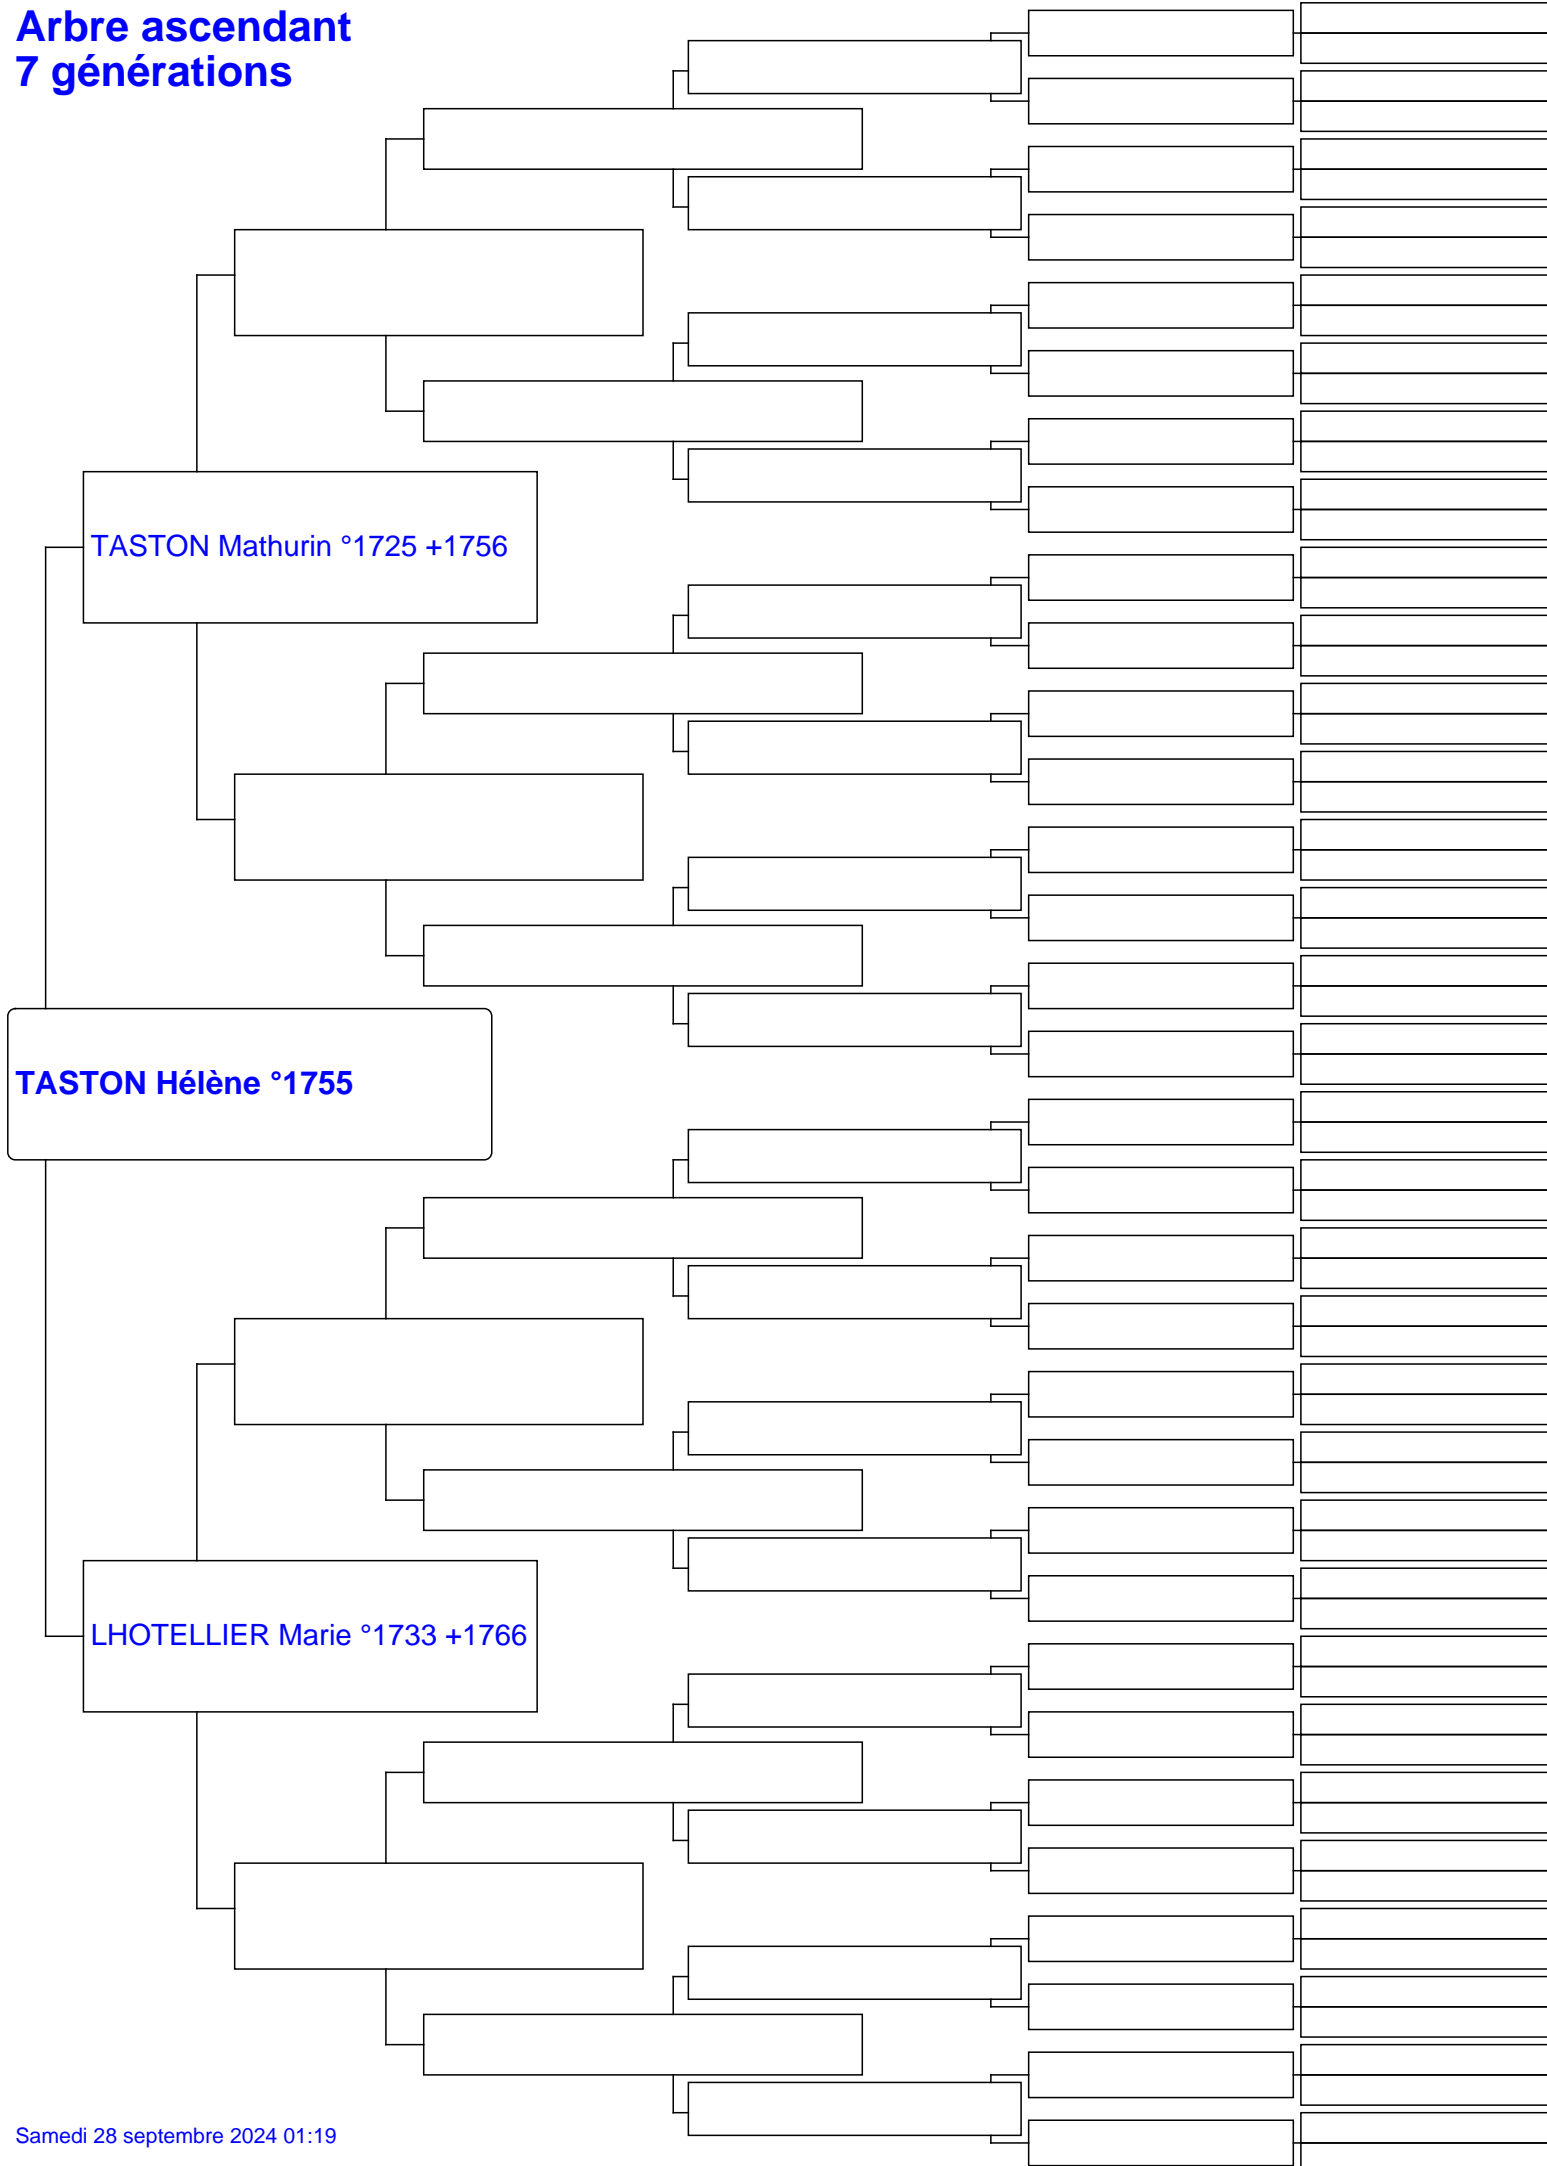 Arbre ascendant
7 générations
TASTON Mathurin °1725 +1756
TASTON Hélène °1755
LHOTELLIER Marie °1733 +1766
Samedi 28 septembre 2024 01:19